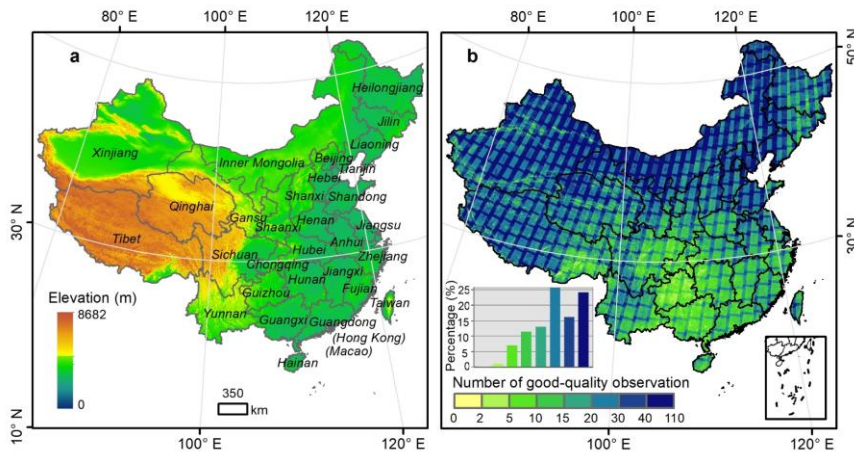 80° E
100° E
120° E
a
Heilongjiang
Jilin
Liaoning
Xinjiang
Inner Mongolia
Beijing
Tianjin
Hebei
Shanxi
Shandong
Qinghai
Gansu
Shaanxi
Henan
Jiangsu
Tibet
Anhui
Sichuan
Hubei
Zhejiang
Chongqing
Hunan
Jiangxi
Guizhou
Fujian
Yunnan
Taiwan
Guangxi
Guangdong
(Hong Kong)
(Macao)
Hainan
30° N
10° N
Elevation (m)
8682
0
350
km
100° E
120° E
80° E
100° E
120° E
b
50° N
30° N
Percentage (%)
25
20
15
10
5
0
Number of good-quality observation
0 2 5 10 15 20 30 40 110
100° E
120° E